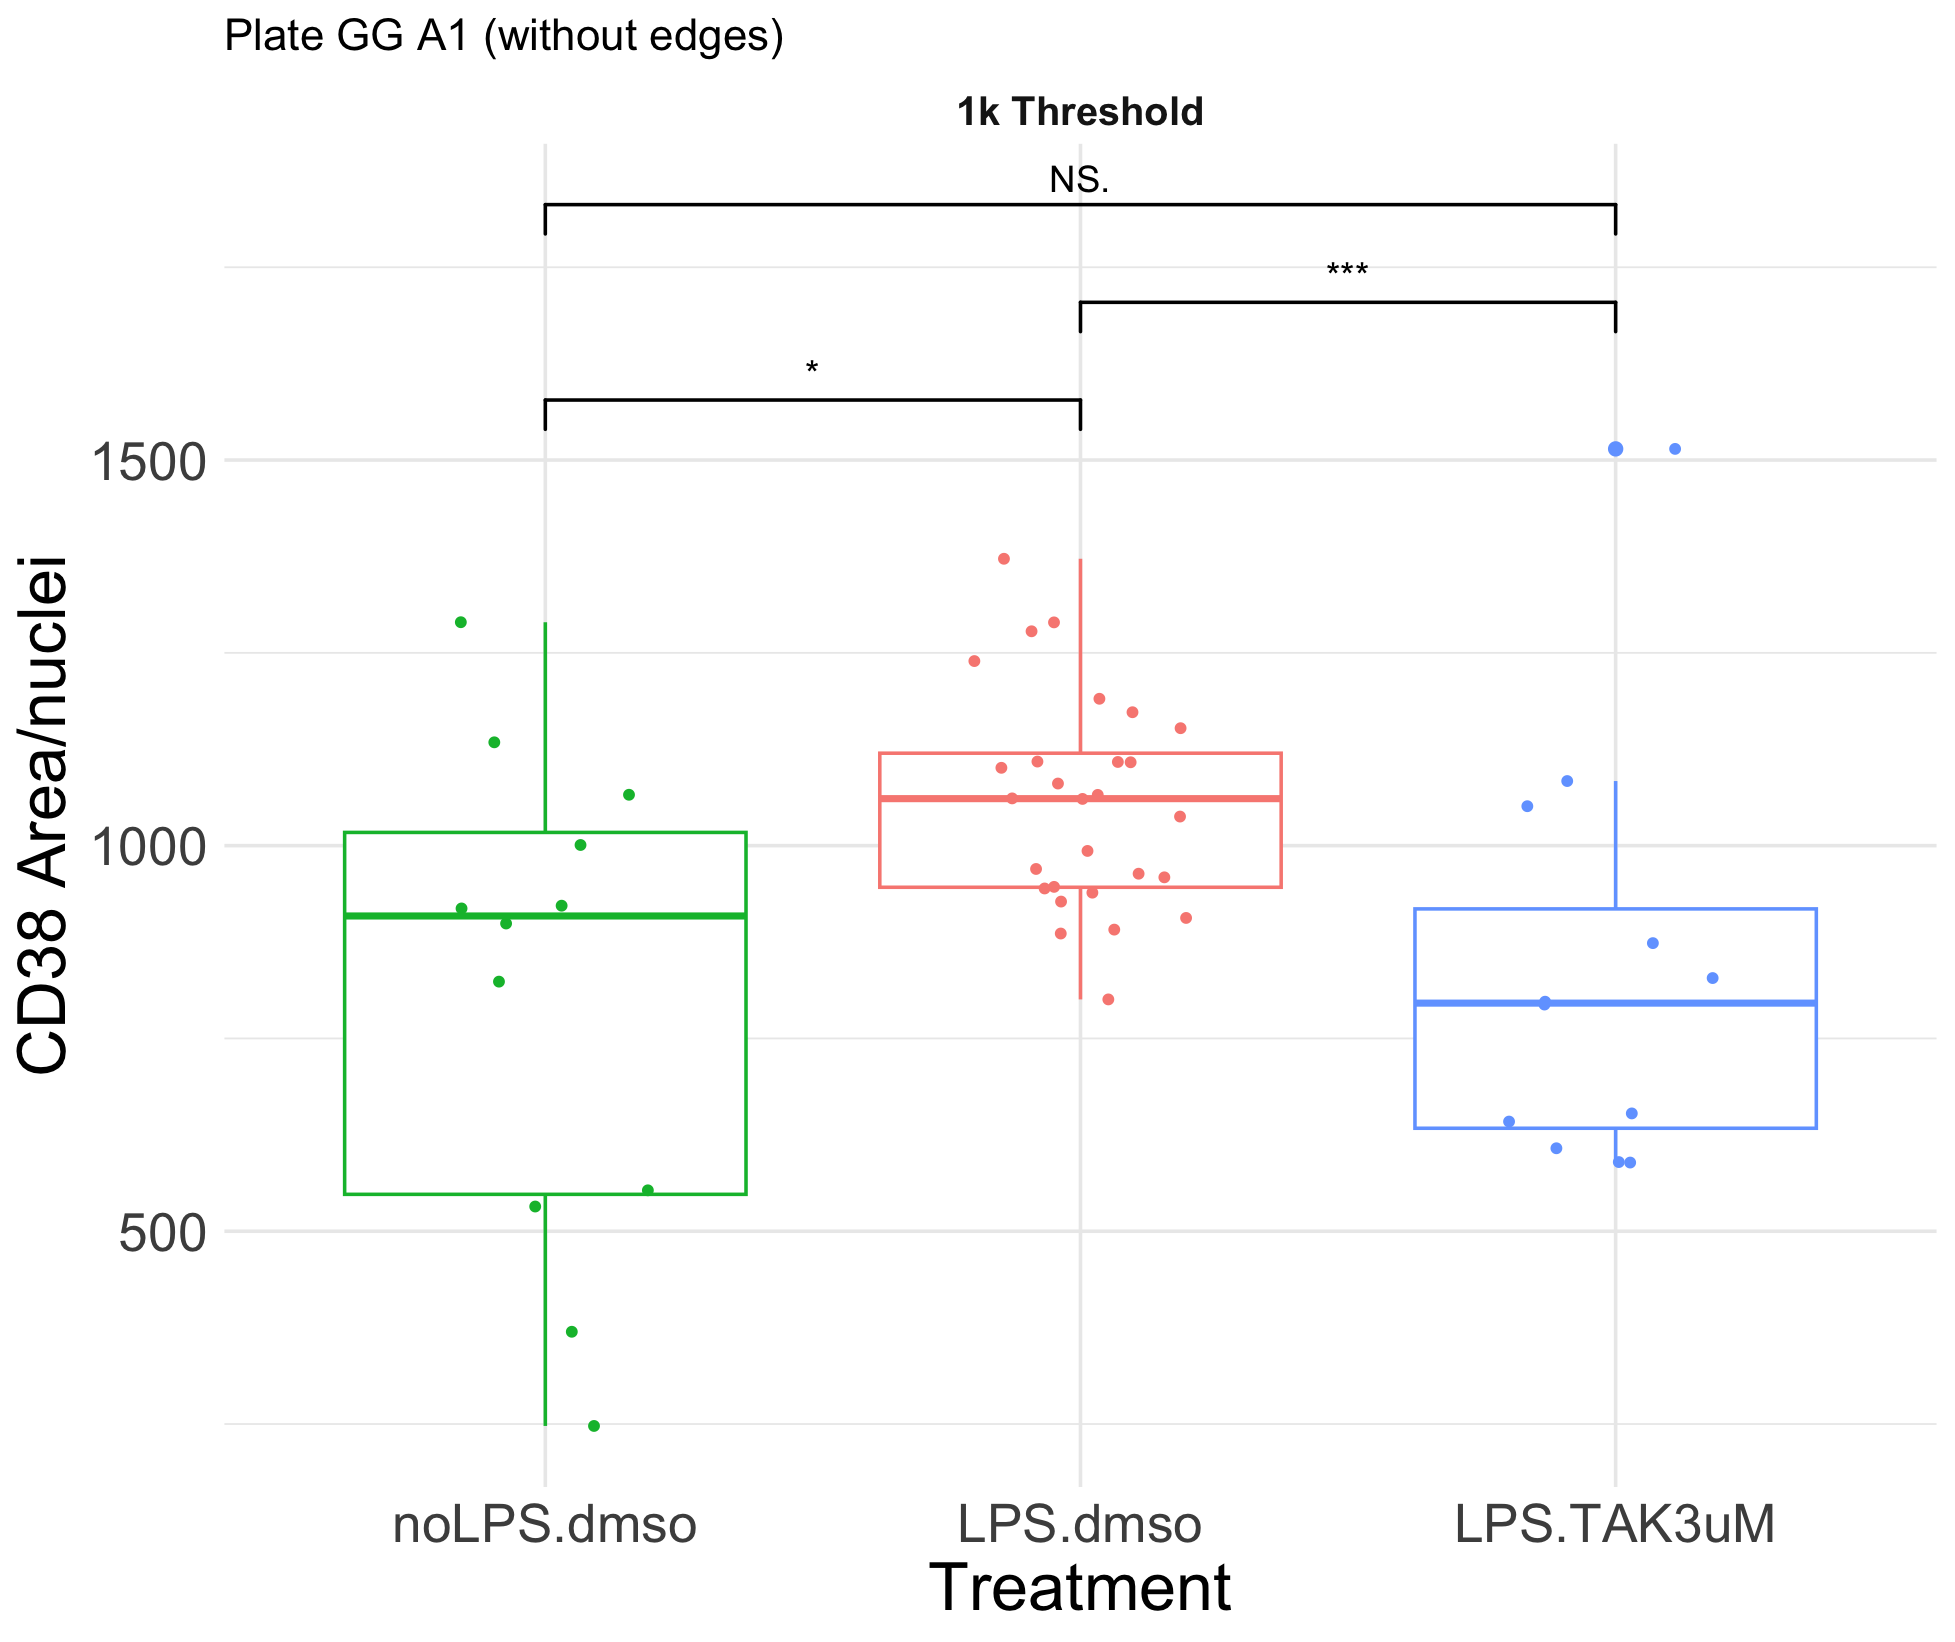 Plate GG A1 (without edges)
1k Threshold
NS.
***
*
1500
1000
500
CD38 Area/nuclei
noLPS.dmso
LPS.dmso
LPS.TAK3uM
Treatment